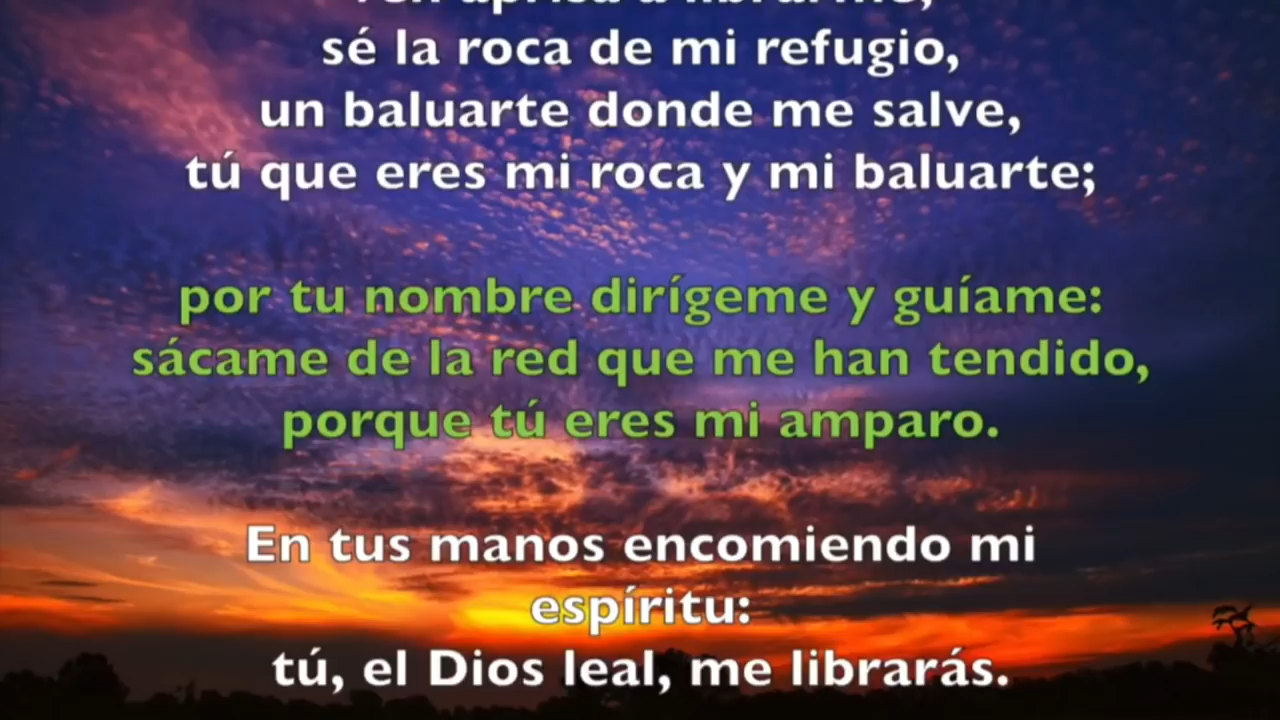 sé la roca de mi refugio,
un baluarte donde me salve,
tú que eres mi roca y mi baluarte;
por tu nombre dirígeme y guíame:
sácame de la red que me han tendido,
porque tú eres mi amparo.
En tus manos encomiendo mi
espíritu:
tú, el Dios leal, me librarás.